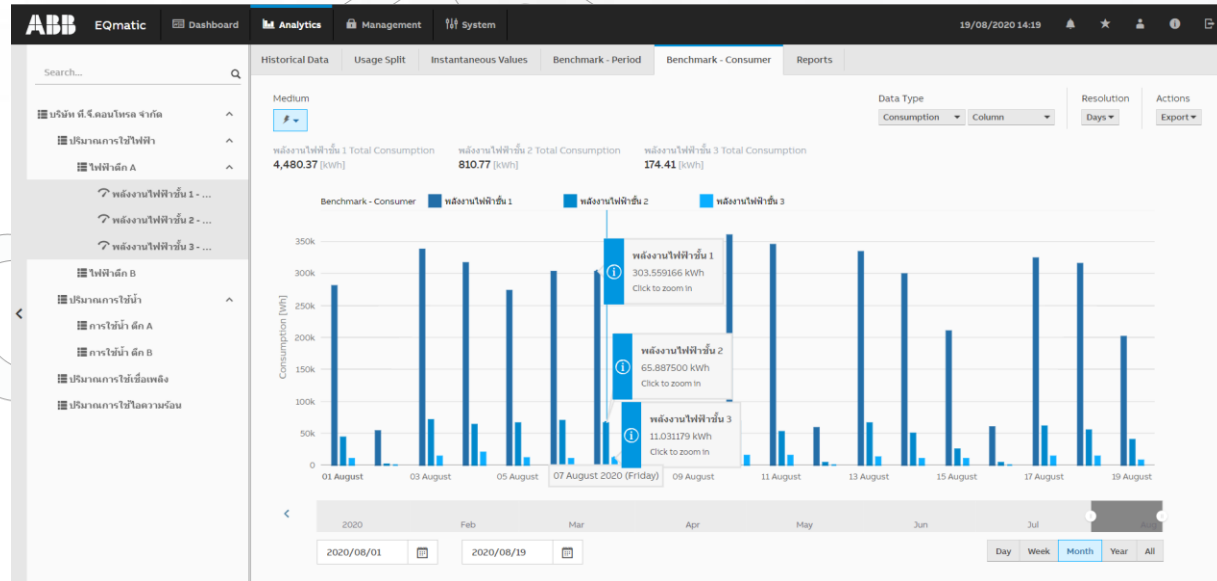 ABB EQmatic Dashboard Analytics Management System 19/08/2020 14:19
Search...
บริษัท ที.จี.คอนโทรล จำกัด
ปริมาณการใช้ไฟฟ้า
ไฟฟ้าตึก A
พลังงานไฟฟ้าชั้น 1 - ...
พลังงานไฟฟ้าชั้น 2 - ...
พลังงานไฟฟ้าชั้น 3 - ...
ไฟฟ้าตึก B
ปริมาณการใช้น้ำ
การใช้น้ำ ตึก A
การใช้น้ำ ตึก B
ปริมาณการใช้เชื้อเพลิง
ปริมาณการใช้ไอความร้อน
Historical Data Usage Split Instantaneous Values Benchmark - Period Benchmark - Consumer Reports
Medium
Data Type Resolution Actions
Consumption Column Days Export
พลังงานไฟฟ้าชั้น 1 Total Consumption พลังงานไฟฟ้าชั้น 2 Total Consumption พลังงานไฟฟ้าชั้น 3 Total Consumption
4,480.37 [kWh] 810.77 [kWh] 174.41 [kWh]
Benchmark - Consumer พลังงานไฟฟ้าชั้น 1 พลังงานไฟฟ้าชั้น 2 พลังงานไฟฟ้าชั้น 3
Consumption [Wh]
350k
300k
250k
200k
150k
100k
50k
0
พลังงานไฟฟ้าชั้น 1
303.559166 kWh
Click to zoom in
พลังงานไฟฟ้าชั้น 2
65.887500 kWh
Click to zoom in
พลังงานไฟฟ้าชั้น 3
11.031179 kWh
Click to zoom in
01 August 03 August 05 August 07 August 2020 (Friday) 09 August 11 August 13 August 15 August 17 August 19 August
2020 Feb Mar Apr May Jun Jul Aug
2020/08/01 2020/08/19 Day Week Month Year All